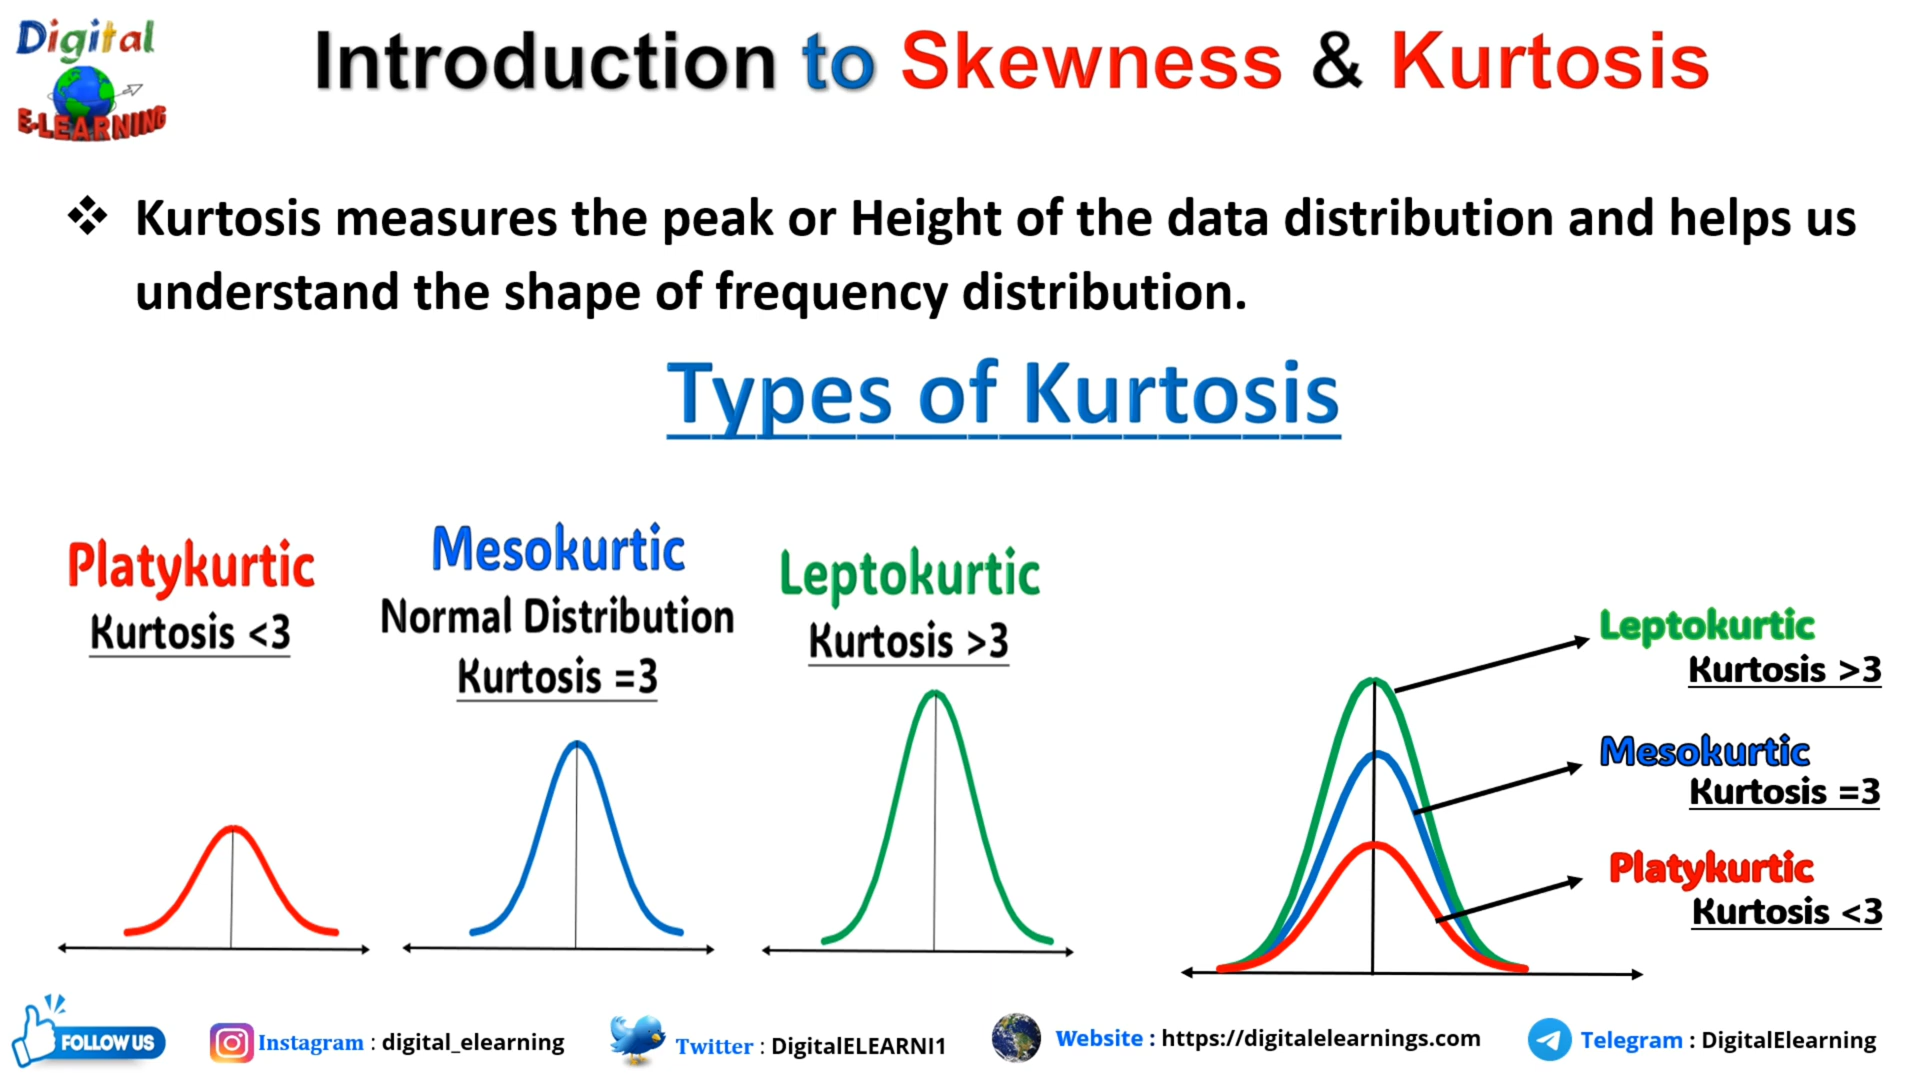 Digital
E-LEARNING
Introduction to Skewness & Kurtosis
❖ Kurtosis measures the peak or Height of the data distribution and helps us
understand the shape of frequency distribution.
Types of Kurtosis
Platykurtic
Kurtosis <3
Mesokurtic
Normal Distribution
Kurtosis =3
Leptokurtic
Kurtosis >3
Leptokurtic
Kurtosis >3
Mesokurtic
Kurtosis =3
Platykurtic
Kurtosis <3
FOLLOW US
Instagram : digital_elearning
Twitter : DigitalELEARNI1
Website : https://digitalelearnings.com
Telegram : DigitalElearning